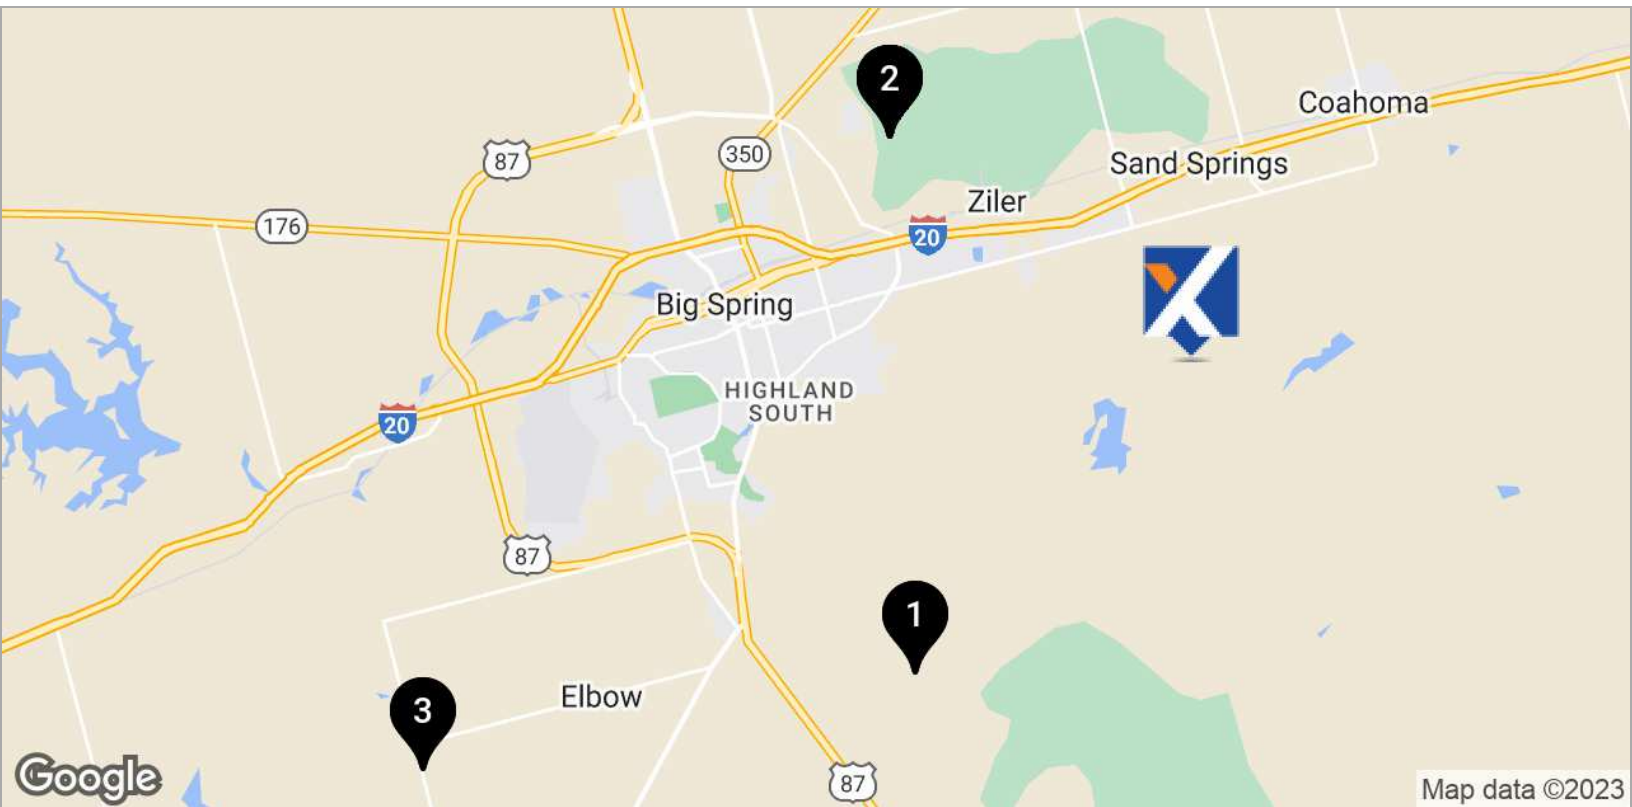 2
Coahoma
87
350
Sand Springs
Ziler
176
20
Big Spring
HIGHLAND
SOUTH
20
87
1
Elbow
3
87
Google
Map data ©2023